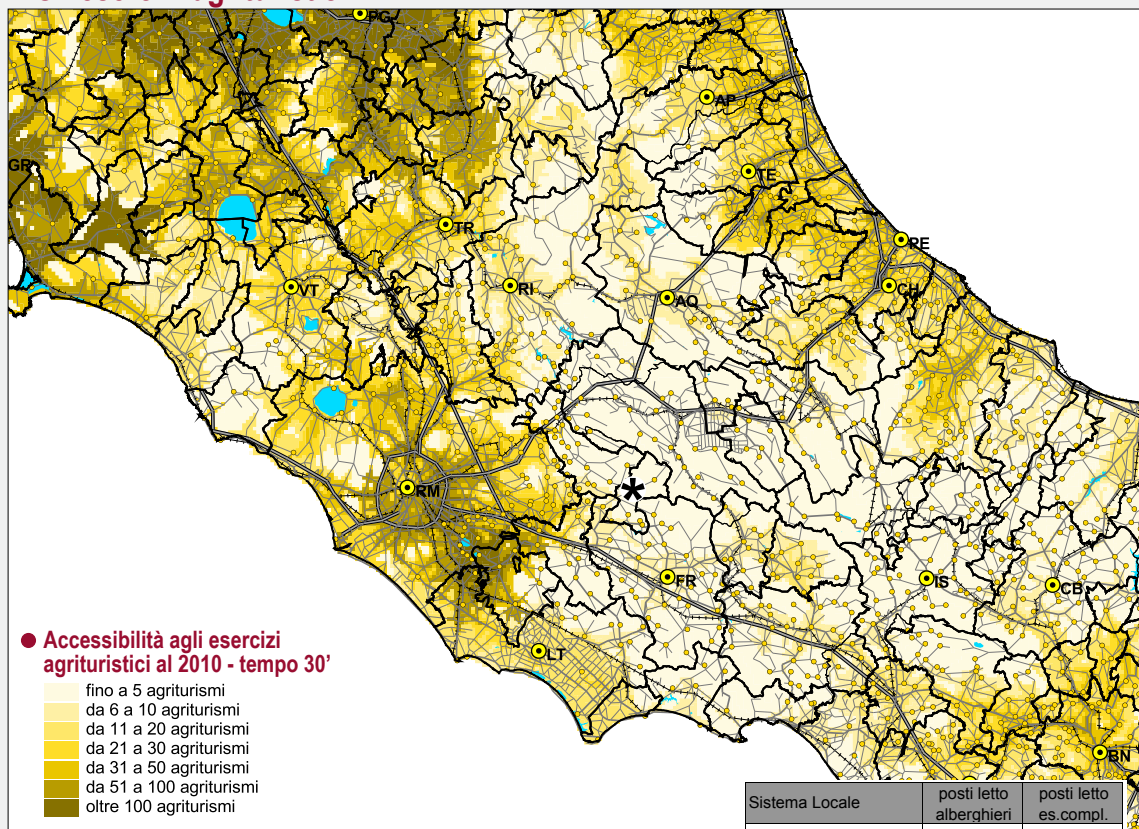 PG
AP
GR
TE
TR
PE
VT
RI
AQ
CH
RM
*
FR
IS
CB
LT
BN
● Accessibilità agli esercizi
agrituristici al 2010 - tempo 30'
fino a 5 agriturismi
da 6 a 10 agriturismi
da 11 a 20 agriturismi
da 21 a 30 agriturismi
da 31 a 50 agriturismi
da 51 a 100 agriturismi
oltre 100 agriturismi
Sistema Locale
posti letto
alberghieri
posti letto
es.compl.